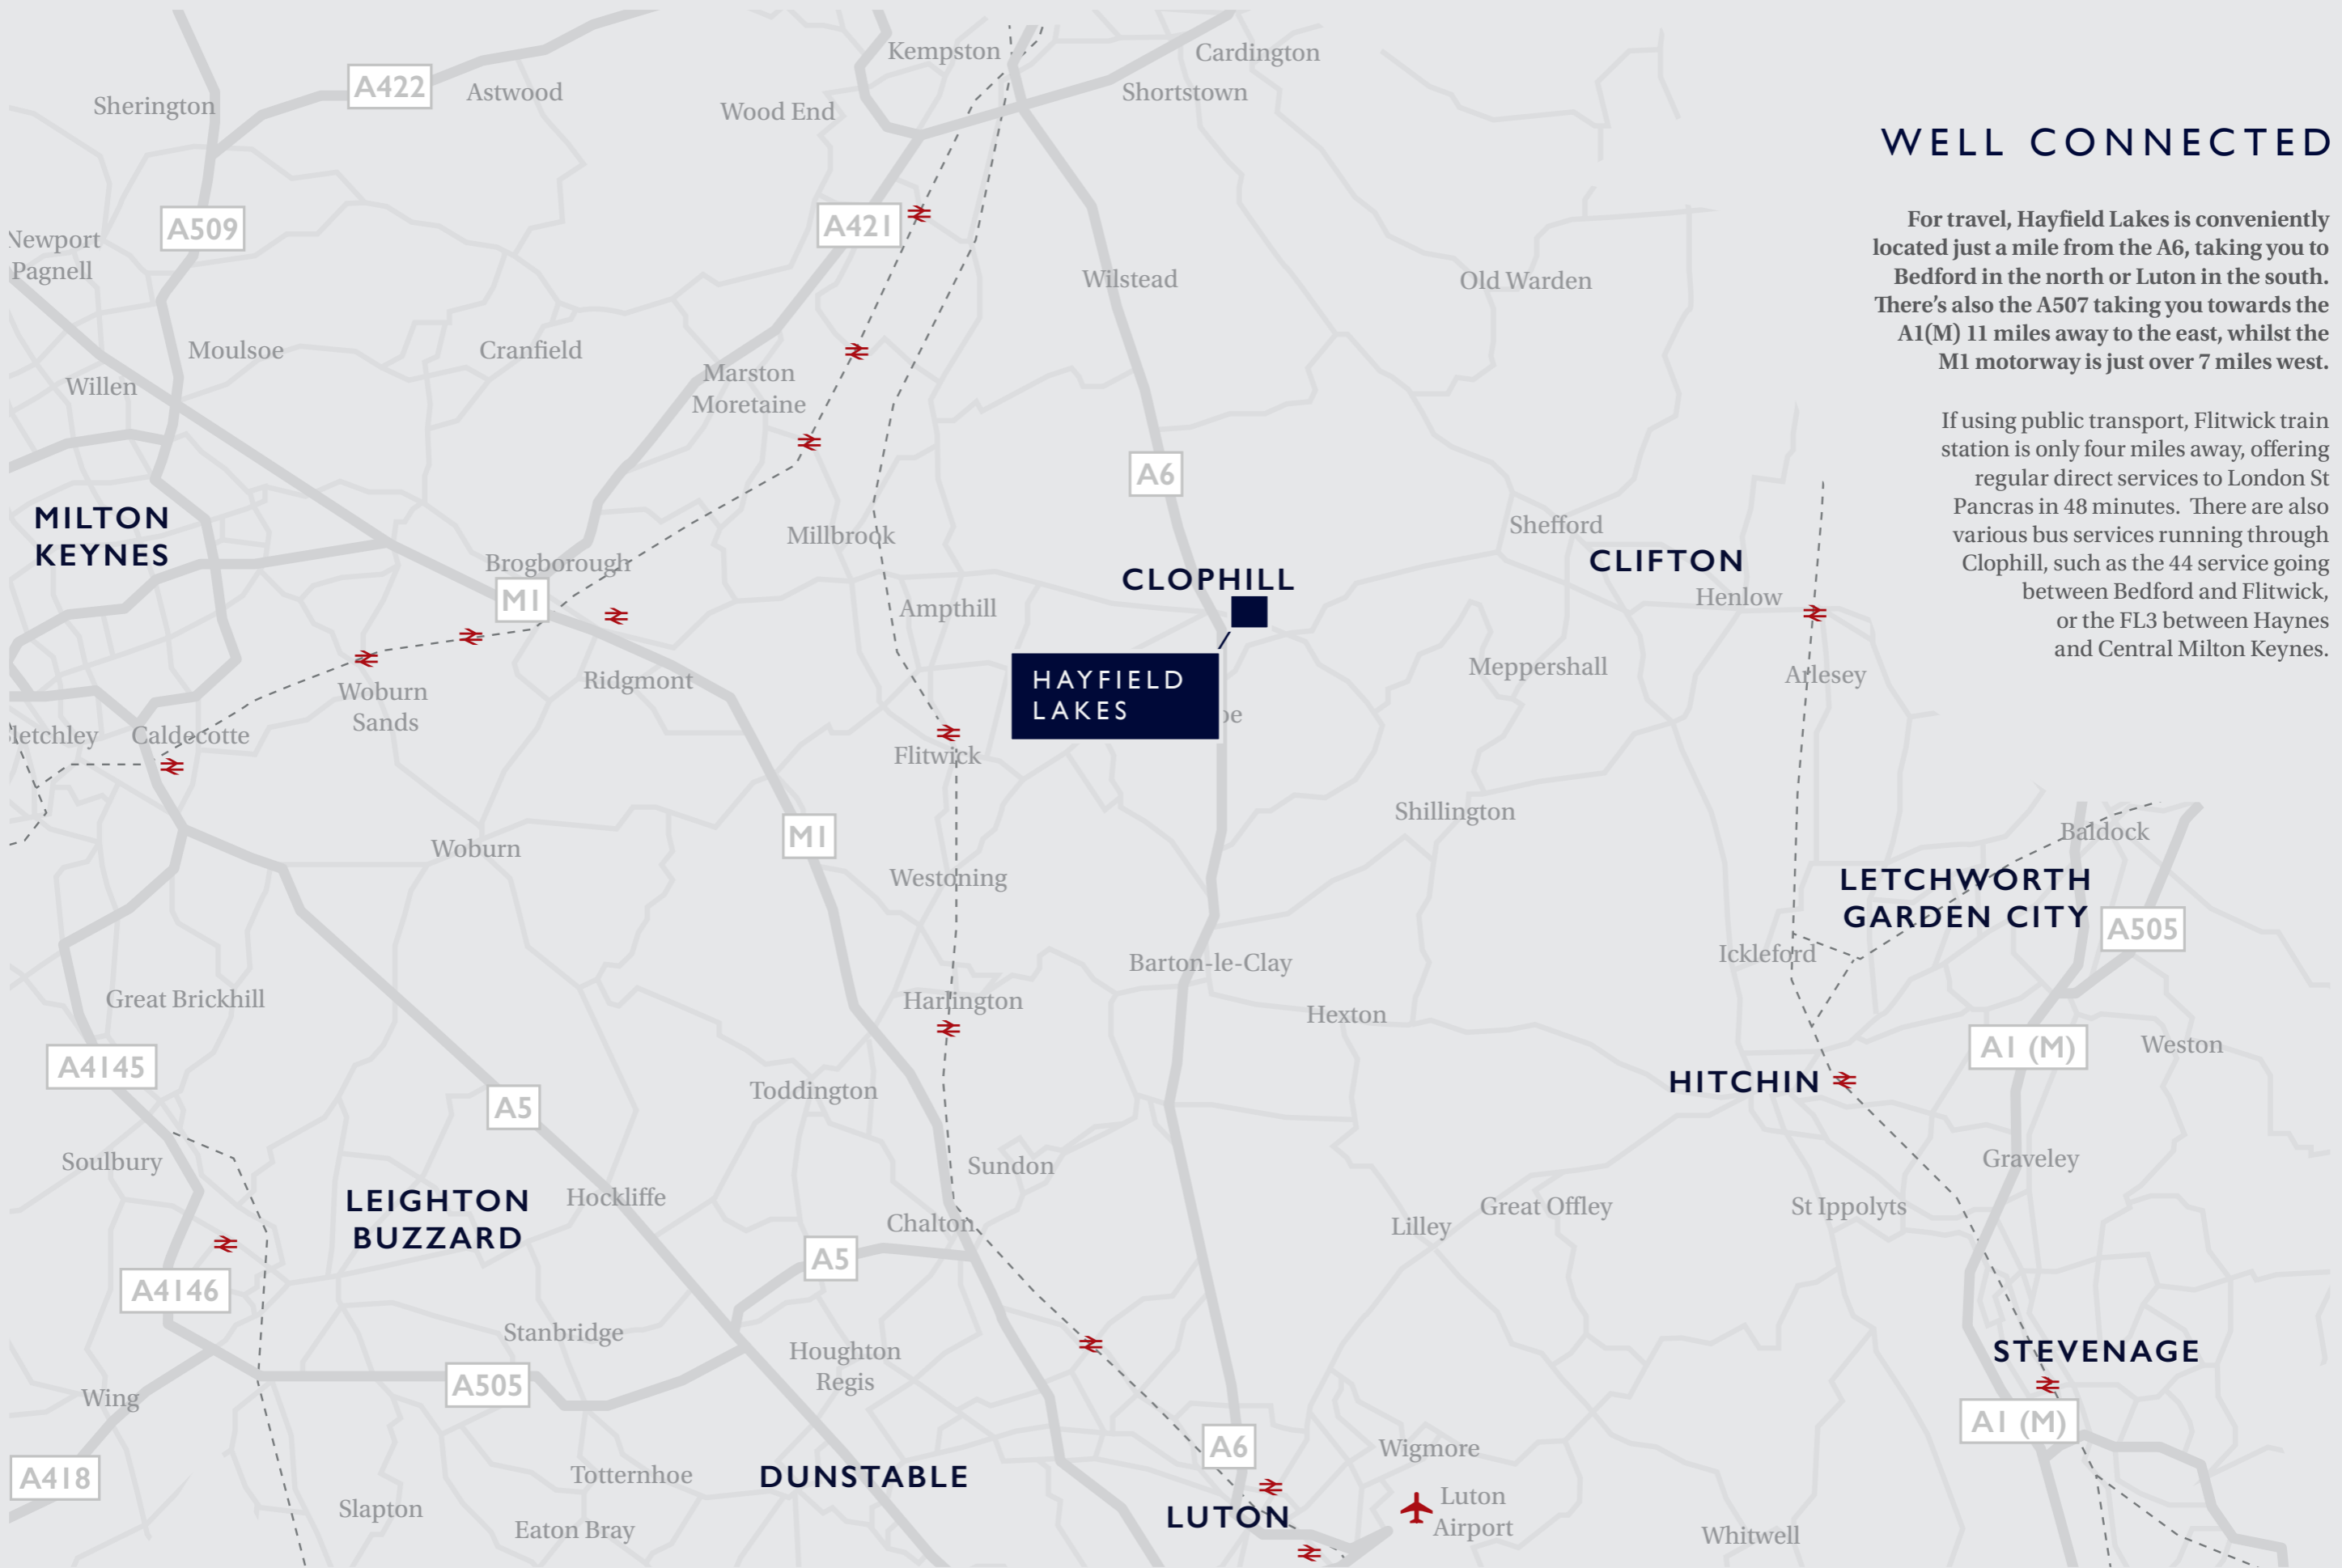 WELL CONNECTED
For travel, Hayfield Lakes is conveniently
located just a mile from the A6, taking you to
Bedford in the north or Luton in the south.
There's also the A507 taking you towards the
A1(M) 11 miles away to the east, whilst the
M1 motorway is just over 7 miles west.
If using public transport, Flitwick train
station is only four miles away, offering
regular direct services to London St
Pancras in 48 minutes. There are also
various bus services running through
Clophill, such as the 44 service going
between Bedford and Flitwick,
or the FL3 between Haynes
and Central Milton Keynes.
Kempston
Cardington
A422
Astwood
Shortstown
Sherington
Wood End
A509
A421
Newport
Pagnell
Wilstead
Old Warden
Moulsoe
Cranfield
Willen
Marston
Moretaine
A6
MILTON
KEYNES
Millbrook
Shefford
Brogborough
CLIFTON
CLOPHILL
M1
Ampthill
Henlow
HAYFIELD
LAKES
Ridgmont
Meppershall
Arlesey
Woburn
Sands
letchley
Caldecotte
Flitwick
Shillington
M1
Baldock
Woburn
Westoning
LETCHWORTH
GARDEN CITY
A505
Ickleford
Barton-le-Clay
Great Brickhill
Harlington
Hexton
A1 (M)
Weston
A4145
HITCHIN
Toddington
A5
Soulbury
Sundon
Graveley
LEIGHTON
BUZZARD
Hockliffe
Great Offley
St Ippolyts
Chalton
Lilley
A5
A4146
Stanbridge
Houghton
Regis
STEVENAGE
A505
Wing
A1 (M)
A6
Wigmore
A418
Totternhoe
DUNSTABLE
Slapton
Luton
Airport
LUTON
Eaton Bray
Whitwell